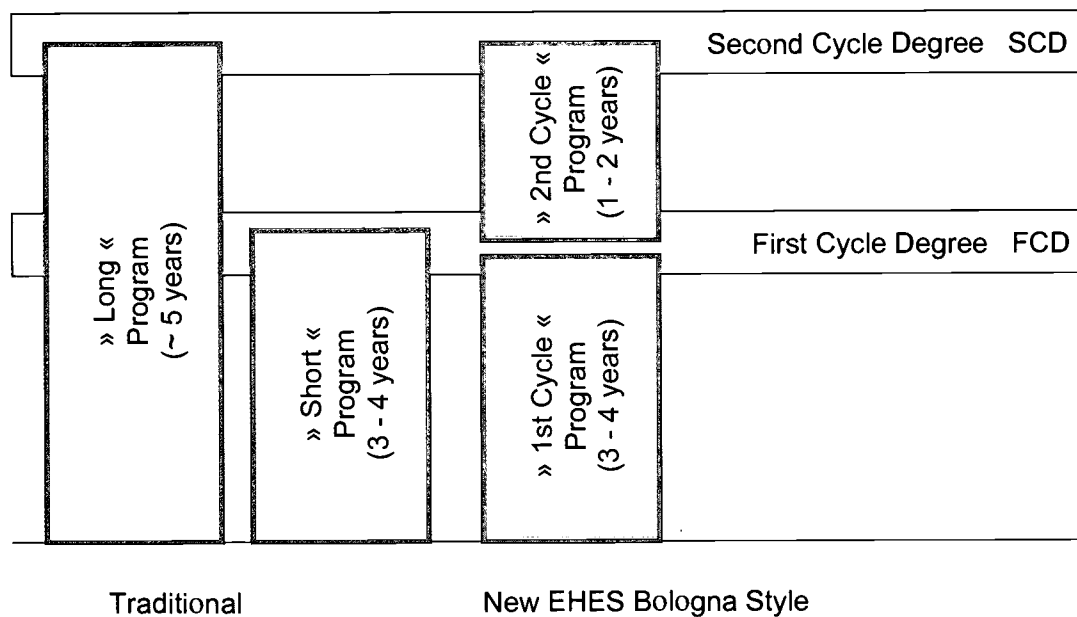 Second Cycle Degree SCD
» 2nd Cycle «
Program
(1 - 2 years)
First Cycle Degree FCD
» Long «
Program
(~ 5 years)
» Short «
Program
(3 - 4 years)
» 1st Cycle «
Program
(3 - 4 years)
Traditional
New EHES Bologna Style